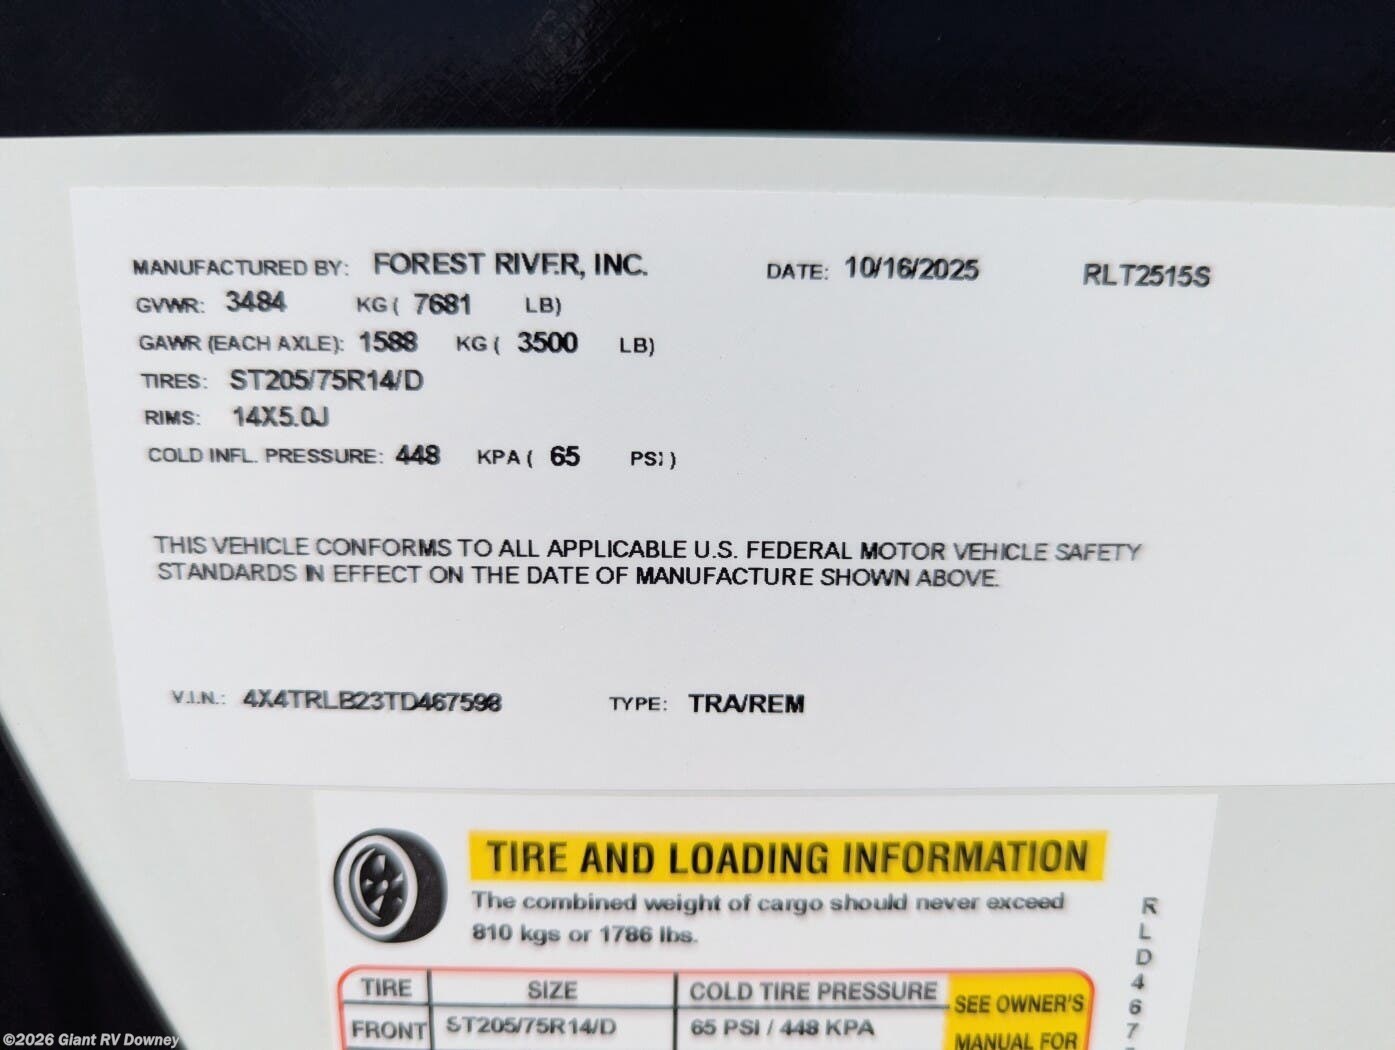 MANUFACTURED BY: FOREST RIVER, INC. DATE: 10/16/2025 RLT2515S
GVWR: 3484 KG ( 7681 LB)
GAWR (EACH AXLE): 1588 KG ( 3500 LB)
TIRES: ST205/75R14/D
RIMS: 14X5.0J
COLD INFL. PRESSURE: 448 KPA ( 65 PSI )
THIS VEHICLE CONFORMS TO ALL APPLICABLE U.S. FEDERAL MOTOR VEHICLE SAFETY
STANDARDS IN EFFECT ON THE DATE OF MANUFACTURE SHOWN ABOVE.
V.I.N.: 4X4TRLB23TD467598 TYPE: TRA/REM
TIRE AND LOADING INFORMATION
The combined weight of cargo should never exceed
810 kgs or 1786 lbs.
TIRE SIZE COLD TIRE PRESSURE SEE OWNER'S
FRONT ST205/75R14/D 65 PSI / 448 KPA MANUAL FOR
RLD467
©2026 Giant RV Downey